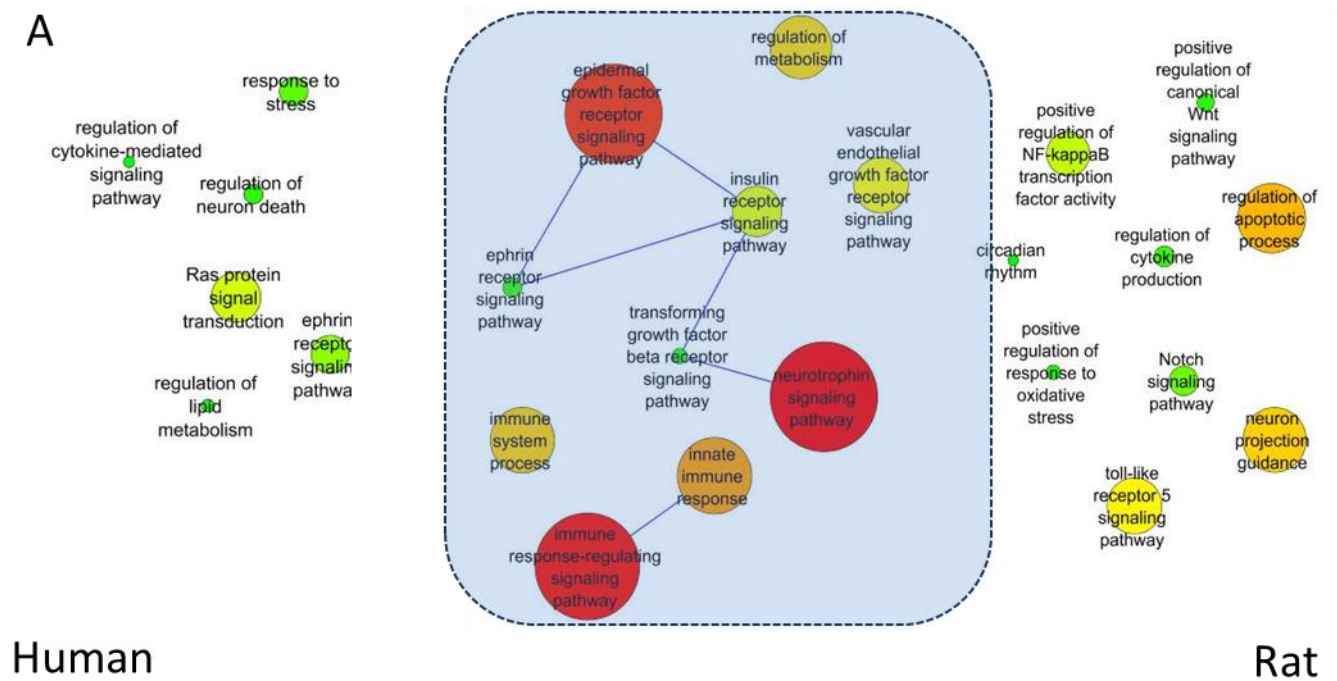 A
response to
stress
regulation of
cytokine-mediated
signaling
pathway
regulation of
neuron death
Ras protein
signal
transduction
ephrin
recepto
signalin
pathwa
regulation of
lipid
metabolism
Human
regulation of
metabolism
epidermal
growth factor
receptor
signaling
pathway
vascular
endothelial
growth factor
receptor
signaling
pathway
insulin
receptor
signaling
pathway
ephrin
receptor
signaling
pathway
transforming
growth factor
beta receptor
signaling
pathway
neurotrophin
signaling
pathway
immune
system
process
innate
immune
response
immune
response-regulating
signaling
pathway
positive
regulation of
canonical
Wnt
signaling
pathway
positive
regulation of
NF-kappaB
transcription
factor activity
regulation of
apoptotic
process
regulation of
cytokine
production
circadian
rhythm
positive
regulation of
response to
oxidative
stress
Notch
signaling
pathway
neuron
projection
guidance
toll-like
receptor 5
signaling
pathway
Rat